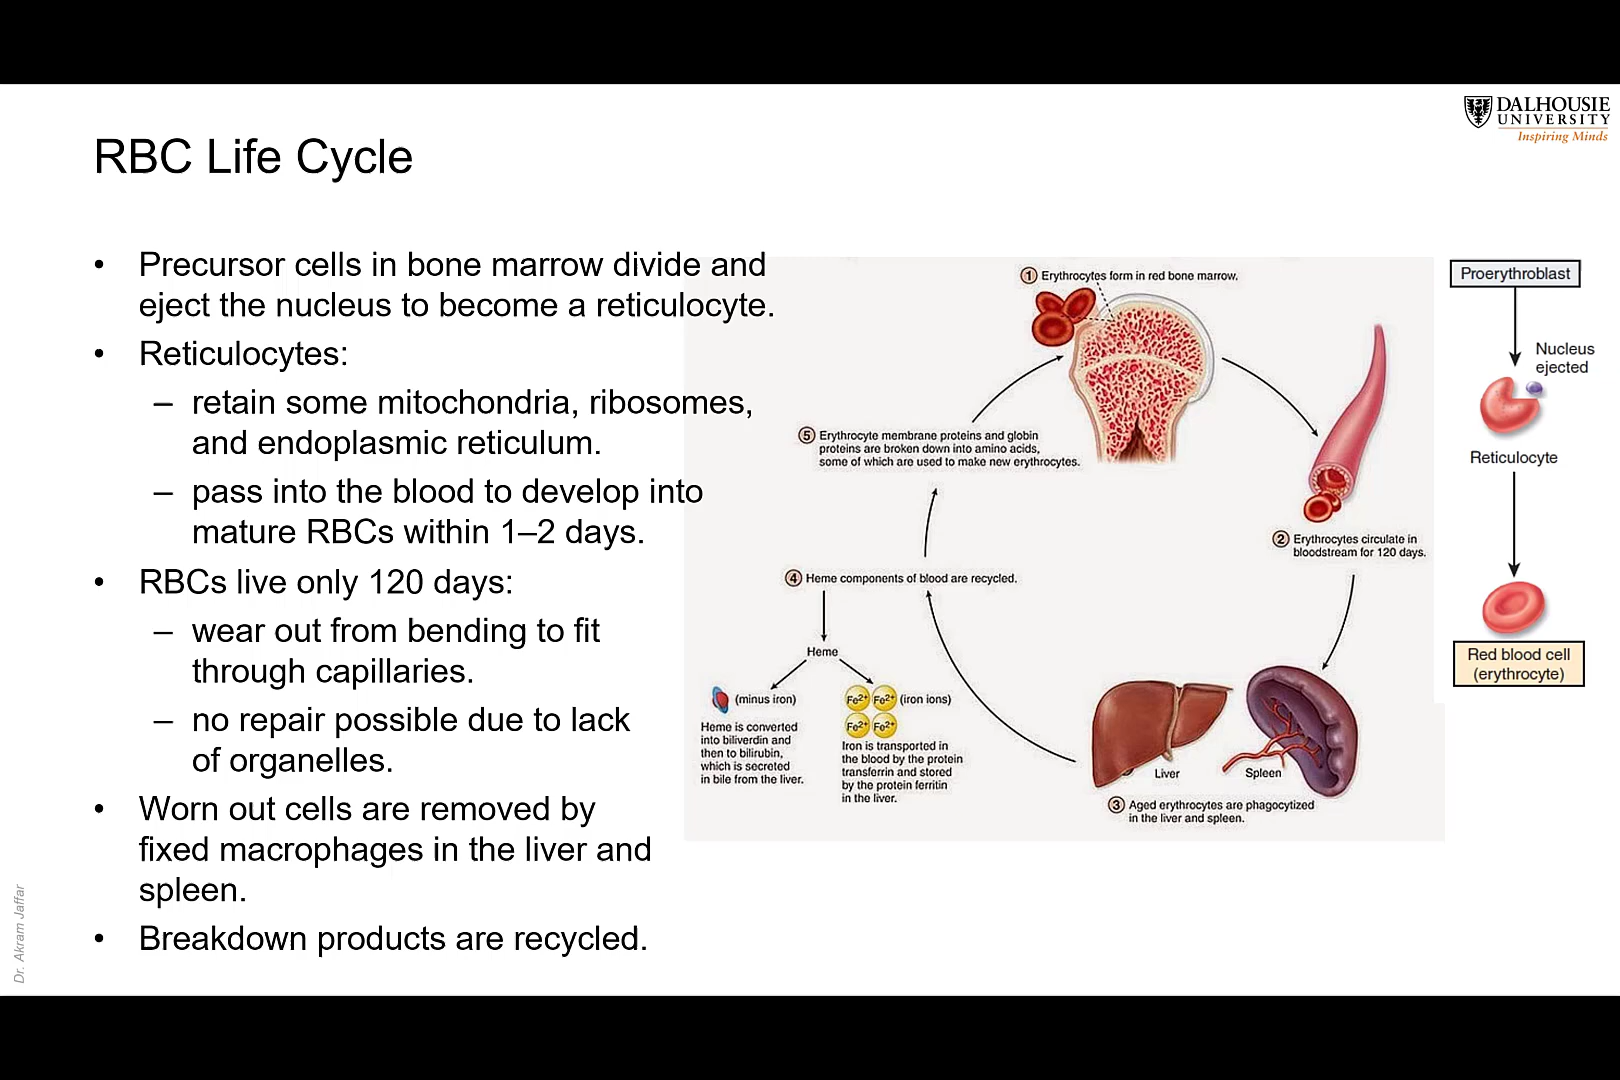 DALHOUSIE
UNIVERSITY
Inspiring Minds
RBC Life Cycle
• Precursor cells in bone marrow divide and
eject the nucleus to become a reticulocyte.
• Reticulocytes:
– retain some mitochondria, ribosomes,
and endoplasmic reticulum.
– pass into the blood to develop into
mature RBCs within 1–2 days.
• RBCs live only 120 days:
– wear out from bending to fit
through capillaries.
– no repair possible due to lack
of organelles.
• Worn out cells are removed by
fixed macrophages in the liver and
spleen.
• Breakdown products are recycled.
1 Erythrocytes form in red bone marrow.
2 Erythrocytes circulate in
bloodstream for 120 days.
Liver
Spleen
3 Aged erythrocytes are phagocytized
in the liver and spleen.
4 Heme components of blood are recycled.
Heme
(minus iron)
Heme is converted
into biliverdin and
then to bilirubin,
which is secreted
in bile from the liver.
Fe2+ Fe2+ (iron ions)
Fe2+ Fe2+
Iron is transported in
the blood by the protein
transferrin and stored
by the protein ferritin
in the liver.
5 Erythrocyte membrane proteins and globin
proteins are broken down into amino acids,
some of which are used to make new erythrocytes.
Proerythroblast
Nucleus
ejected
Reticulocyte
Red blood cell
(erythrocyte)
Dr. Akram Jaffar